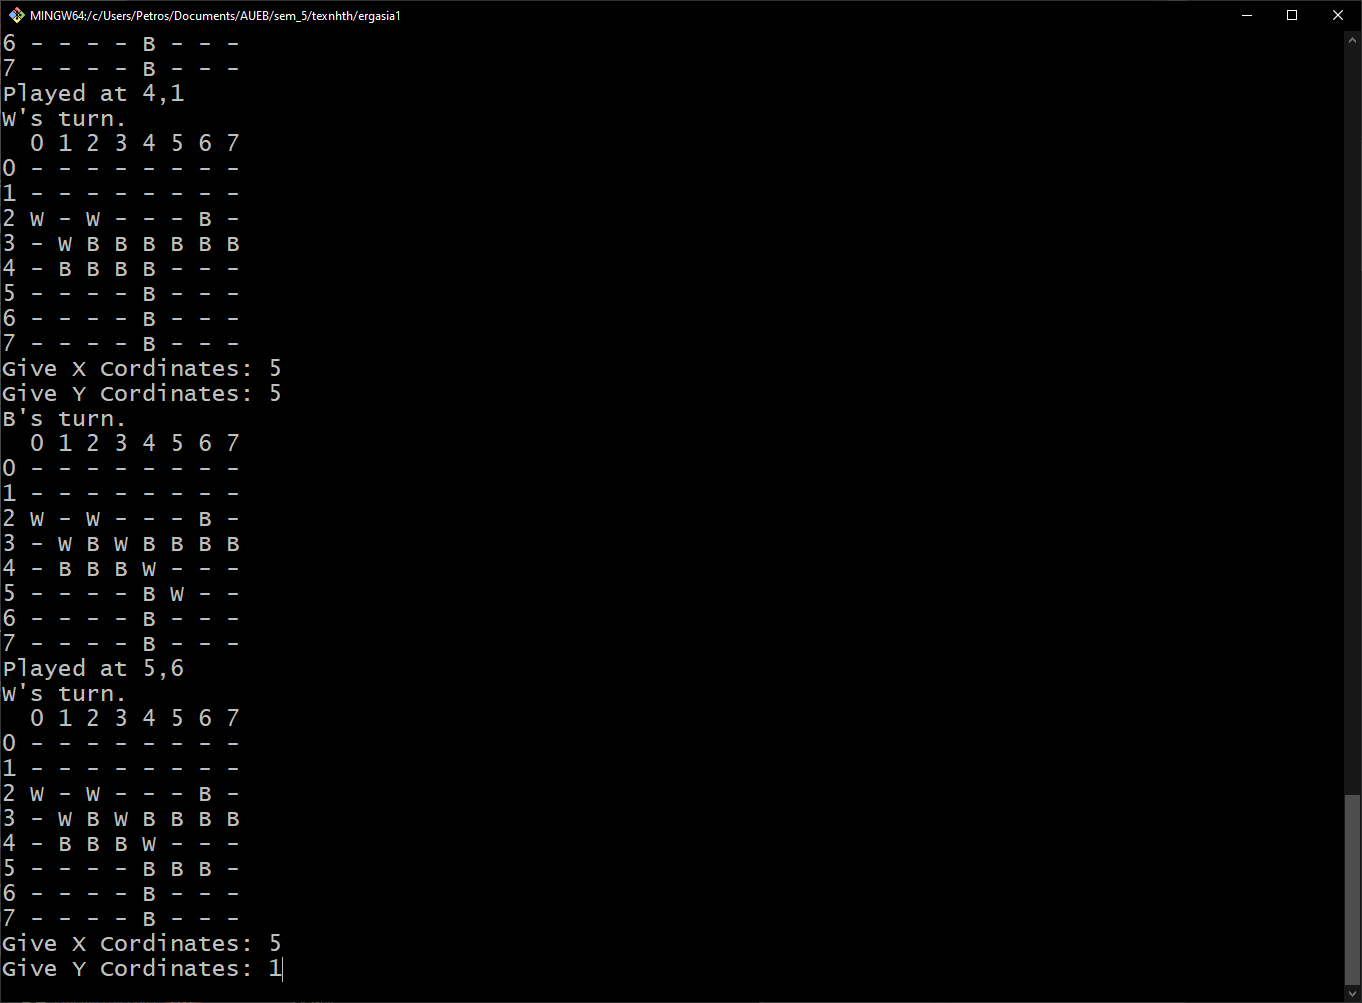 MINGW64:/c/Users/Petros/Documents/AUEB/sem_5/texnhth/ergasia1
6 - - - - B - - -
7 - - - - B - - -
Played at 4,1
W's turn.
  0 1 2 3 4 5 6 7
0 - - - - - - - -
1 - - - - - - - -
2 W - W - - - B -
3 - W B B B B B B
4 - B B B B - - -
5 - - - - B - - -
6 - - - - B - - -
7 - - - - B - - -
Give X Cordinates: 5
Give Y Cordinates: 5
B's turn.
  0 1 2 3 4 5 6 7
0 - - - - - - - -
1 - - - - - - - -
2 W - W - - - B -
3 - W B W B B B B
4 - B B B W - - -
5 - - - - B W - -
6 - - - - B - - -
7 - - - - B - - -
Played at 5,6
W's turn.
  0 1 2 3 4 5 6 7
0 - - - - - - - -
1 - - - - - - - -
2 W - W - - - B -
3 - W B W B B B B
4 - B B B W - - -
5 - - - - B B B -
6 - - - - B - - -
7 - - - - B - - -
Give X Cordinates: 5
Give Y Cordinates: 1